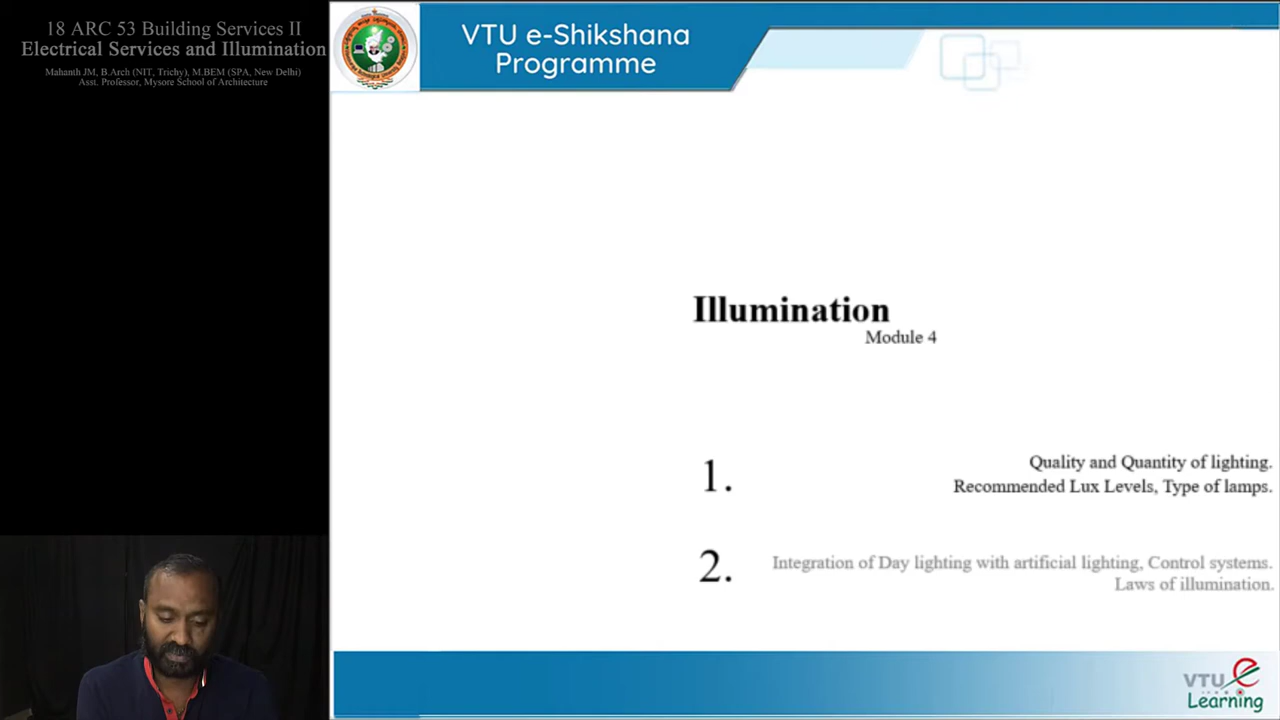 18 ARC 53 Building Services II
Electrical Services and Illumination
Mahanth JM, B.Arch (NIT, Trichy), M.BEM (SPA, New Delhi)
Asst. Professor, Mysore School of Architecture
VTU e-Shikshana
Programme
Illumination
Module 4
1.
Quality and Quantity of lighting.
Recommended Lux Levels, Type of lamps.
2.
Integration of Day lighting with artificial lighting, Control systems.
Laws of illumination.
VTU e
Learning